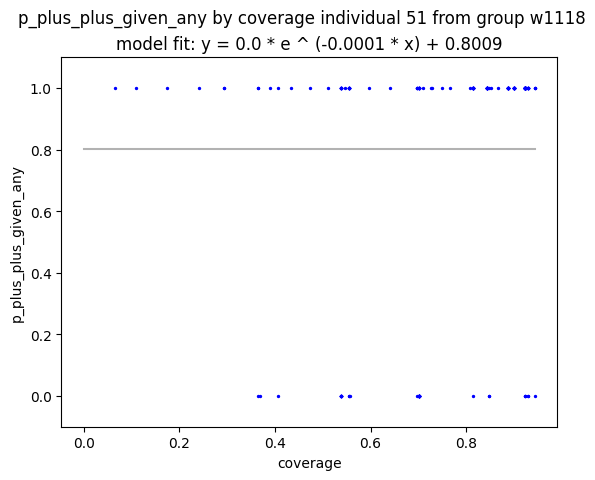 p_plus_plus_given_any by coverage individual 51 from group w1118
model fit: y = 0.0 * e ^ (-0.0001 * x) + 0.8009
1.0
0.8
0.6
0.4
0.2
0.0
p_plus_plus_given_any
0.0 0.2 0.4 0.6 0.8
coverage